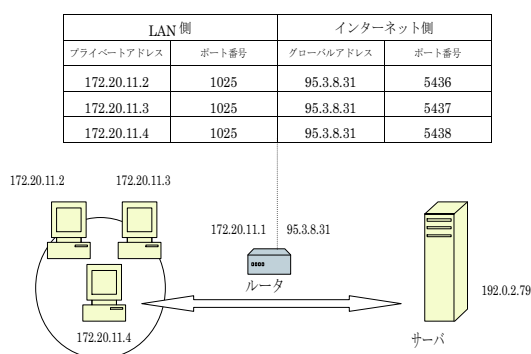 LAN側 インターネット側
プライベートアドレス ポート番号 グローバルアドレス ポート番号
172.20.11.2 1025 95.3.8.31 5436
172.20.11.3 1025 95.3.8.31 5437
172.20.11.4 1025 95.3.8.31 5438
172.20.11.2 172.20.11.3
172.20.11.1 95.3.8.31
ルータ
192.0.2.79
172.20.11.4
サーバ